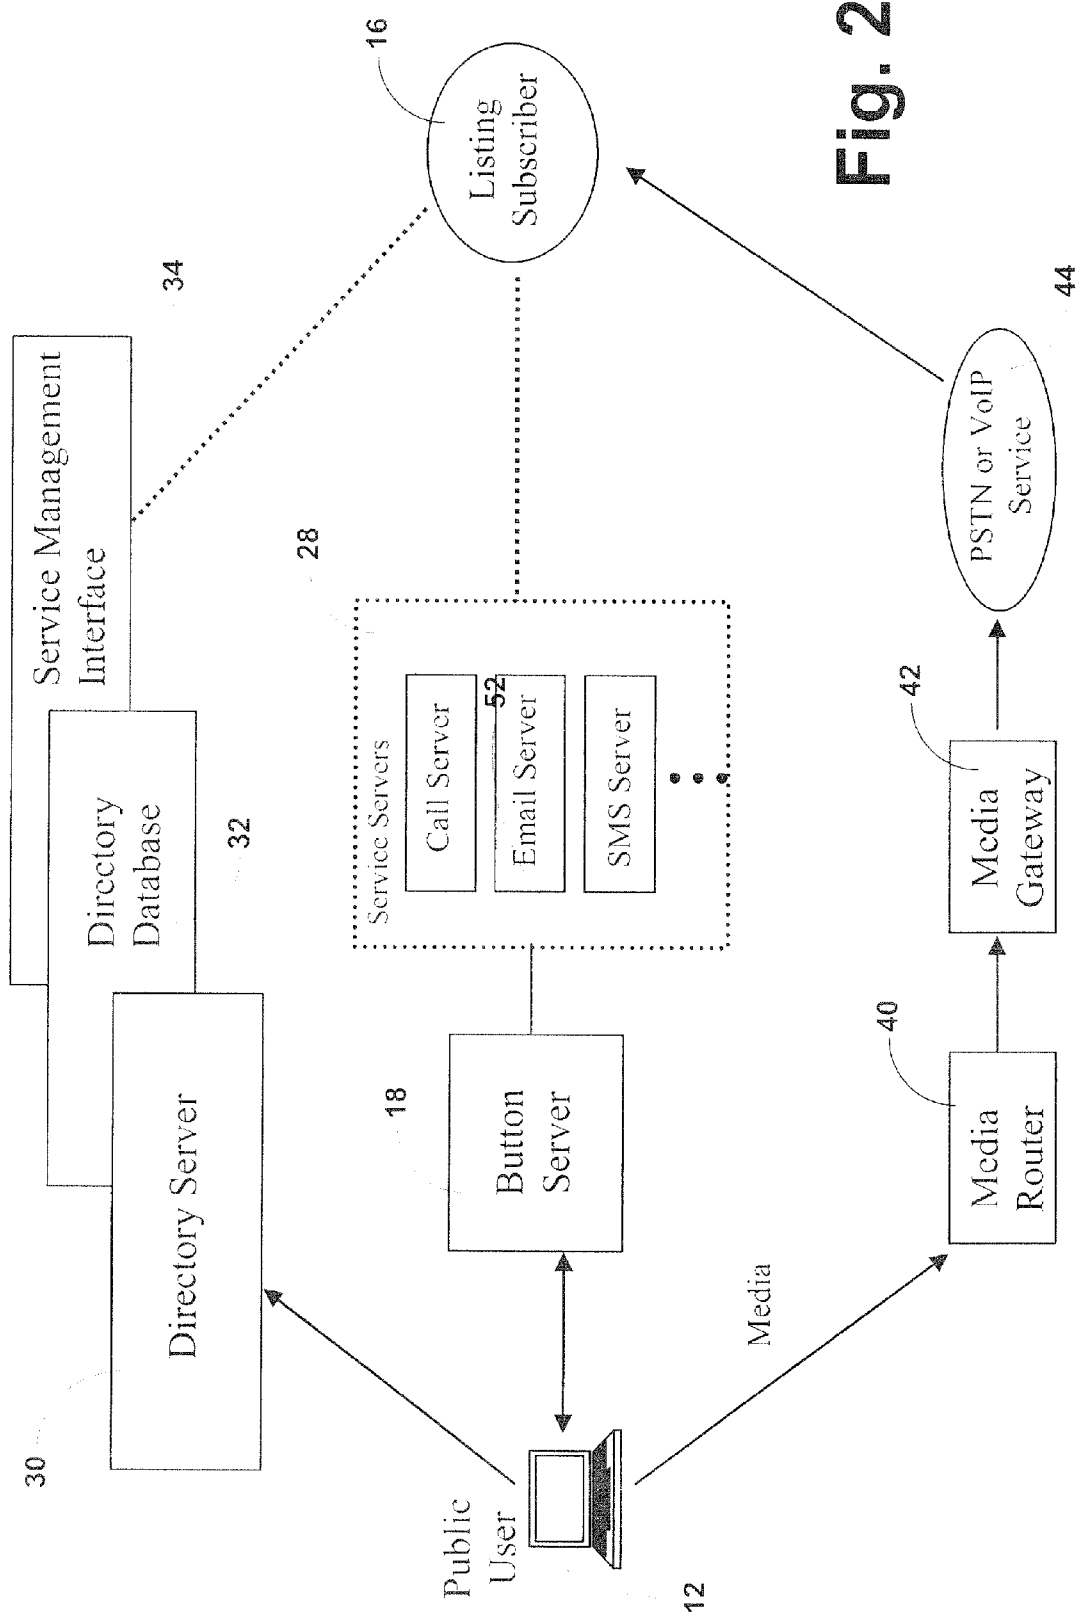 30
Directory Server
Directory
Database
32
Service Management
Interface
34
Public
User
12
Button
Server
18
Service Servers
28
Call Server
52
Email Server
SMS Server
Listing
Subscriber
16
Media
Media
Router
40
Media
Gateway
42
PSTN or VoIP
Service
44
Fig. 2